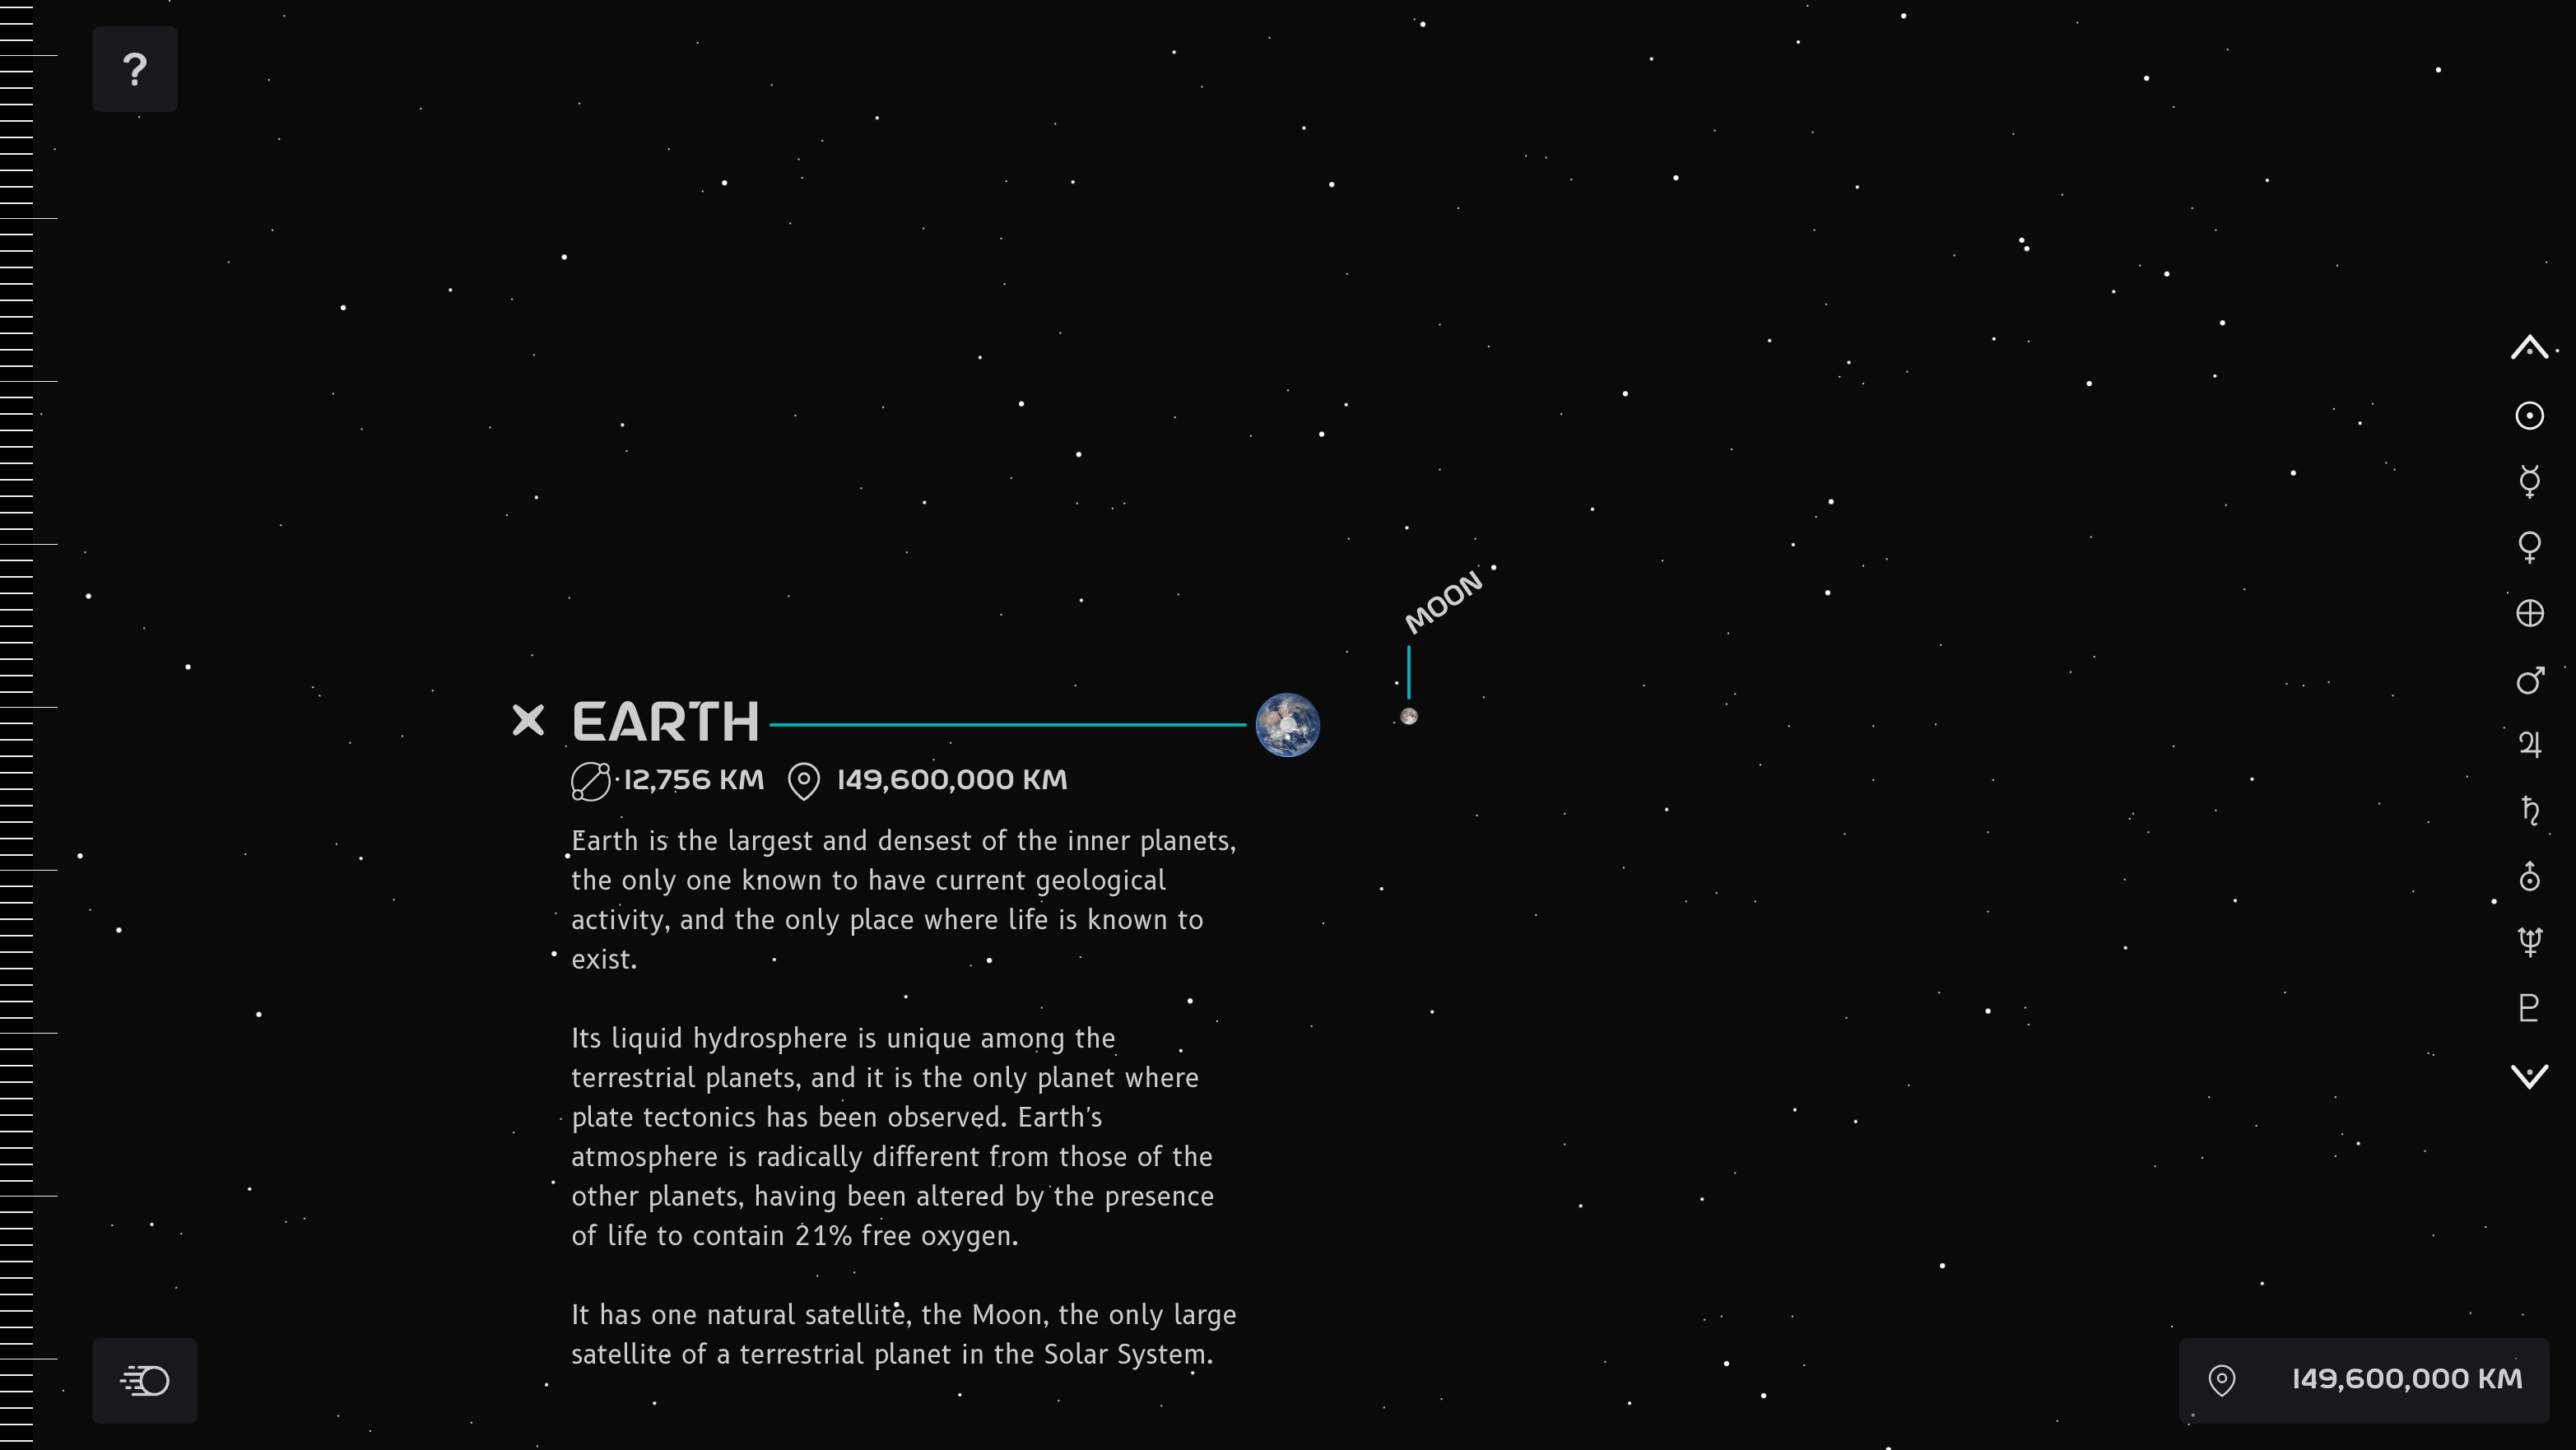 ?
MOON
EARTH
12,756 KM 149,600,000 KM
Earth is the largest and densest of the inner planets,
the only one known to have current geological
activity, and the only place where life is known to
exist.
Its liquid hydrosphere is unique among the
terrestrial planets, and it is the only planet where
plate tectonics has been observed. Earth's
atmosphere is radically different from those of the
other planets, having been altered by the presence
of life to contain 21% free oxygen.
It has one natural satellite, the Moon, the only large
satellite of a terrestrial planet in the Solar System.
149,600,000 KM